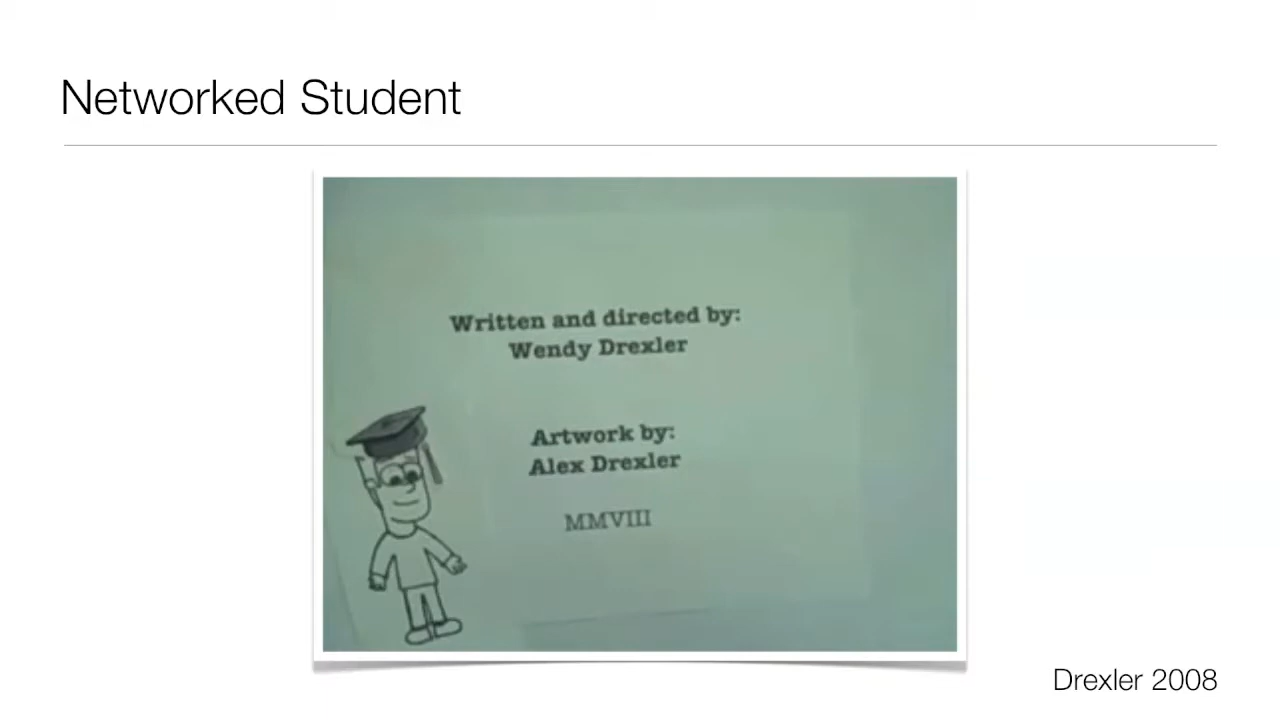 Networked Student
Written and directed by:
Wendy Drexler
Artwork by:
Alex Drexler
MMVIII
Drexler 2008